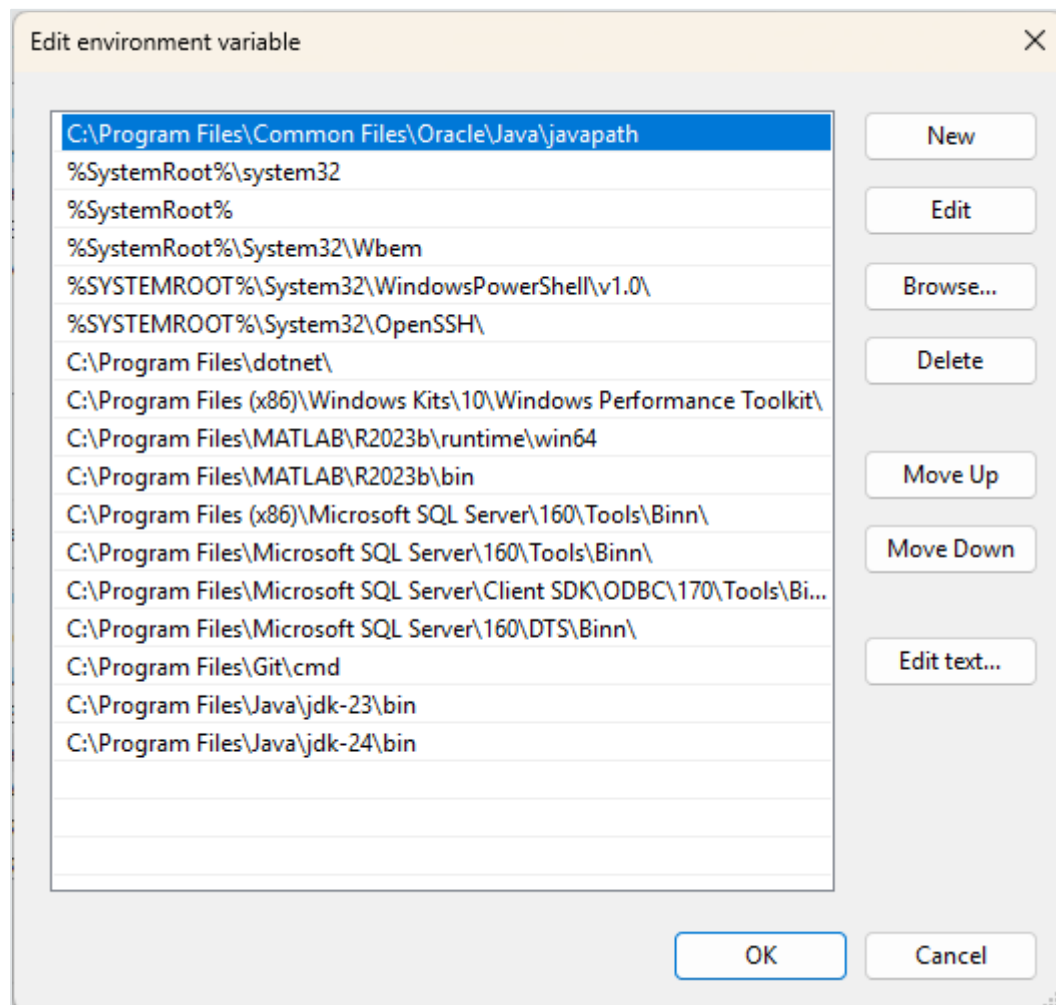 Edit environment variable
C:\Program Files\Common Files\Oracle\Java\javapath
%SystemRoot%\system32
%SystemRoot%
%SystemRoot%\System32\Wbem
%SYSTEMROOT%\System32\WindowsPowerShell\v1.0\
%SYSTEMROOT%\System32\OpenSSH\
C:\Program Files\dotnet\
C:\Program Files (x86)\Windows Kits\10\Windows Performance Toolkit\
C:\Program Files\MATLAB\R2023b\runtime\win64
C:\Program Files\MATLAB\R2023b\bin
C:\Program Files (x86)\Microsoft SQL Server\160\Tools\Binn\
C:\Program Files\Microsoft SQL Server\160\Tools\Binn\
C:\Program Files\Microsoft SQL Server\Client SDK\ODBC\170\Tools\Bi...
C:\Program Files\Microsoft SQL Server\160\DTS\Binn\
C:\Program Files\Git\cmd
C:\Program Files\Java\jdk-23\bin
C:\Program Files\Java\jdk-24\bin
New
Edit
Browse...
Delete
Move Up
Move Down
Edit text...
OK
Cancel